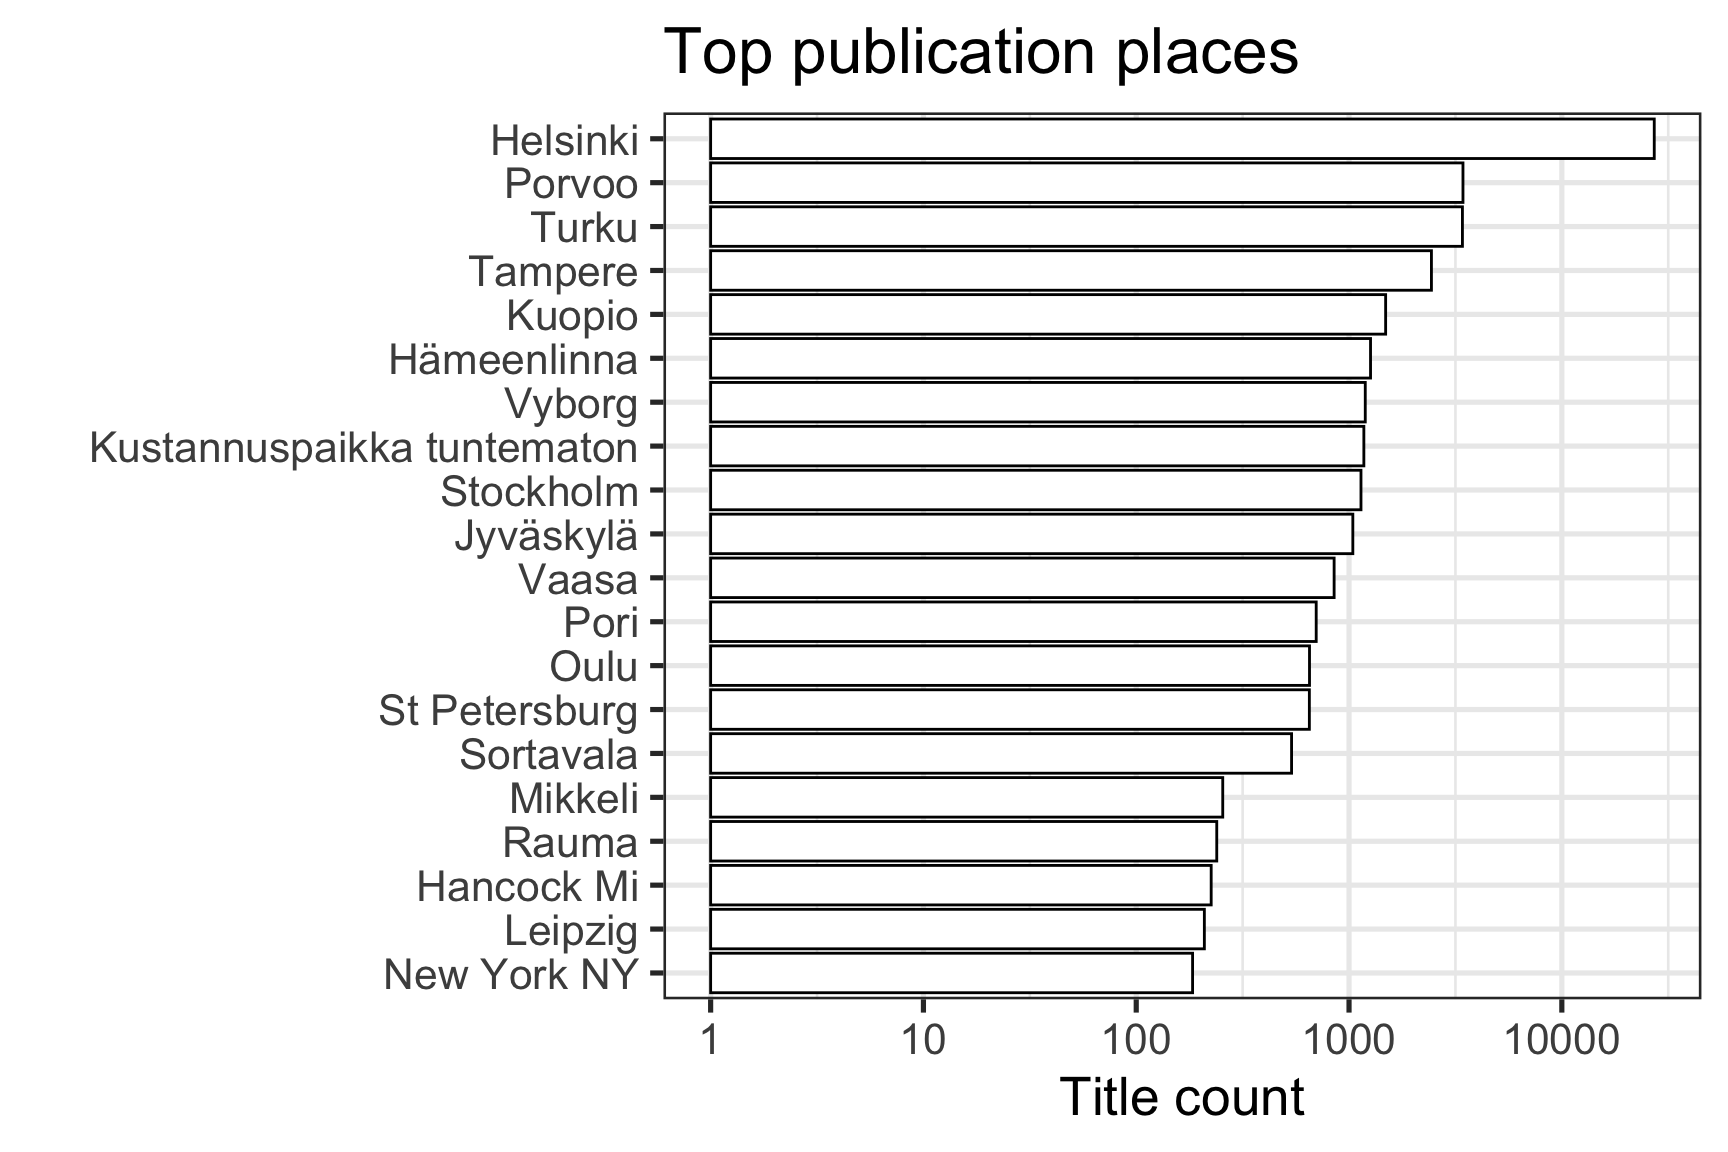 Top publication places
Helsinki
Porvoo
Turku
Tampere
Kuopio
Hämeenlinna
Vyborg
Kustannuspaikka tuntematon
Stockholm
Jyväskylä
Vaasa
Pori
Oulu
St Petersburg
Sortavala
Mikkeli
Rauma
Hancock Mi
Leipzig
New York NY
1 10 100 1000 10000
Title count